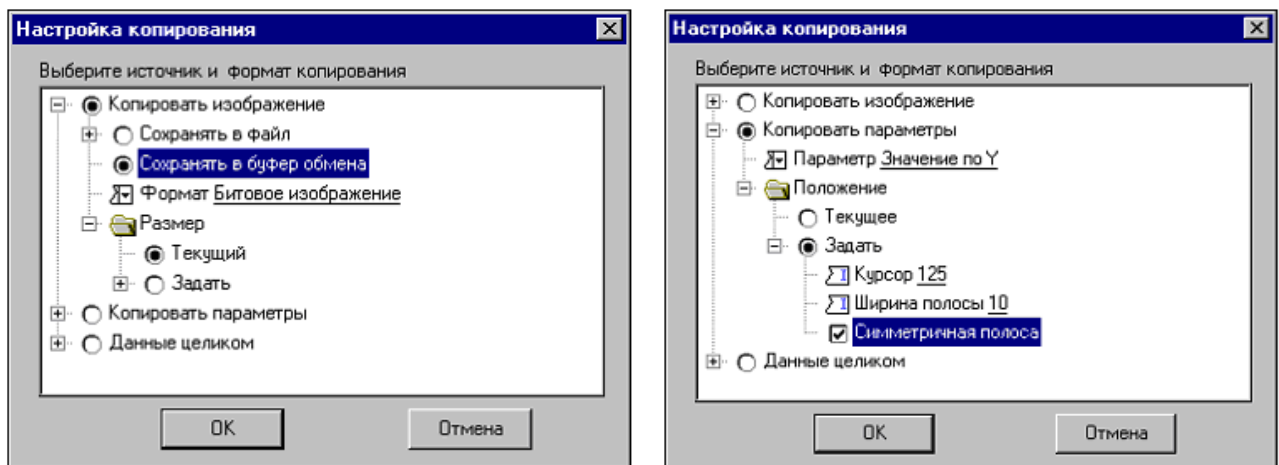 Настройка копирования
Выберите источник и формат копирования
Копировать изображение
Сохранять в файл
Сохранять в буфер обмена
Формат Битовое изображение
Размер
Текущий
Задать
Копировать параметры
Данные целиком
OK
Отмена
Настройка копирования
Выберите источник и формат копирования
Копировать изображение
Копировать параметры
Параметр Значение по Y
Положение
Текущее
Задать
Курсор 125
Ширина полосы 10
Симметричная полоса
Данные целиком
OK
Отмена